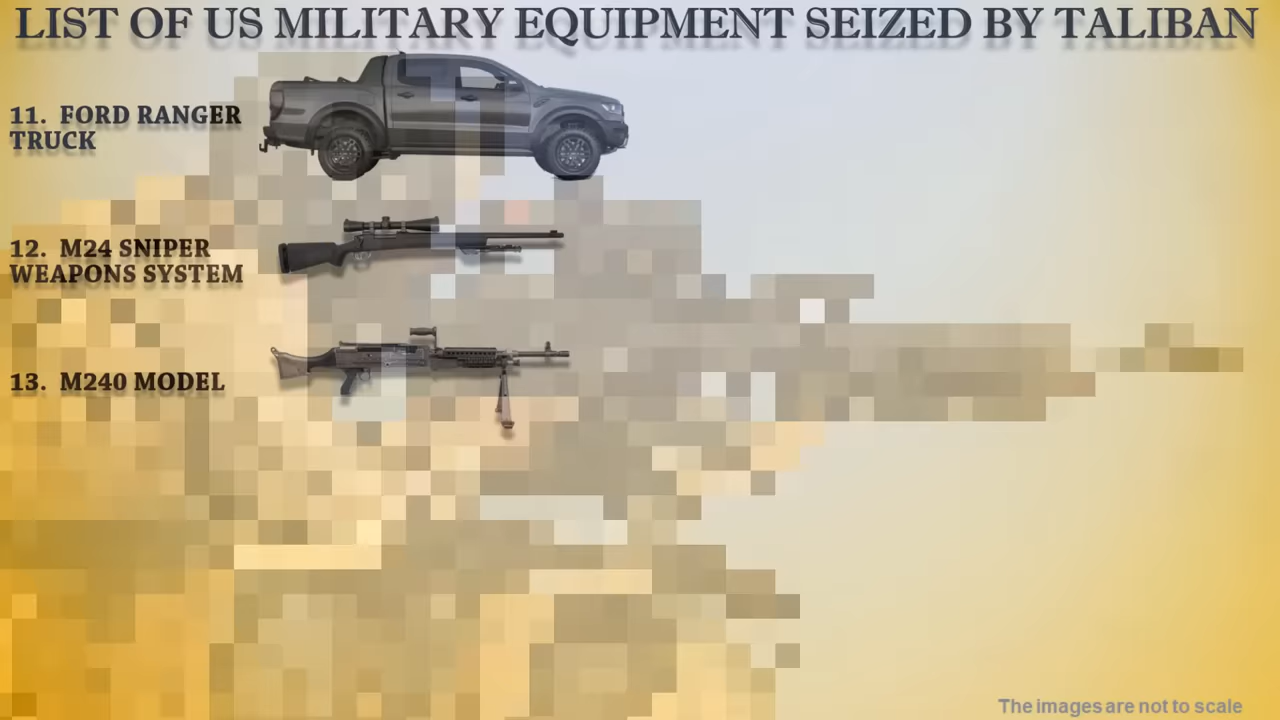 LIST OF US MILITARY EQUIPMENT SEIZED BY TALIBAN
11. FORD RANGER
TRUCK
12. M24 SNIPER
WEAPONS SYSTEM
13. M240 MODEL
The images are not to scale